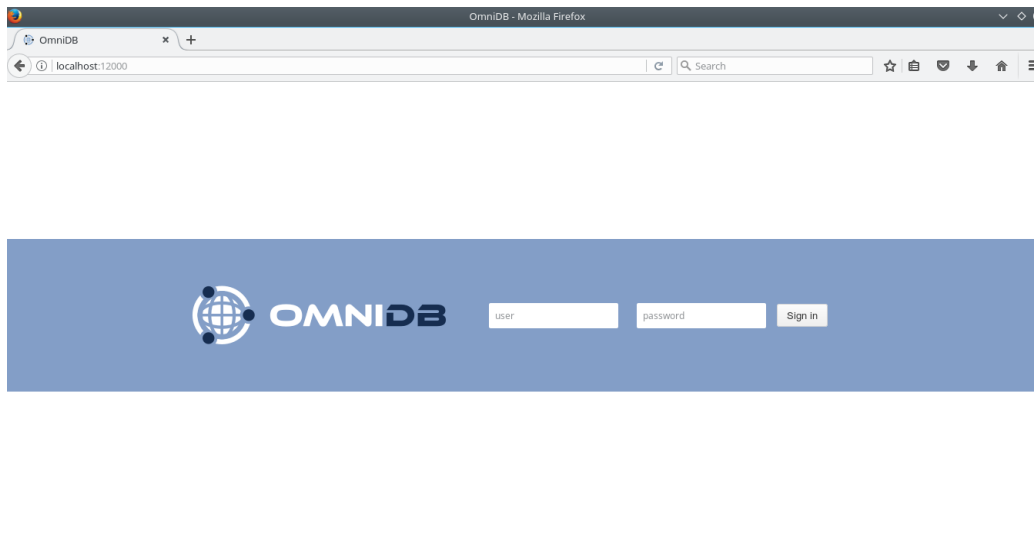 OmniDB - Mozilla Firefox
OmniDB
localhost:12000
Search
OMNIDB
user
password
Sign in